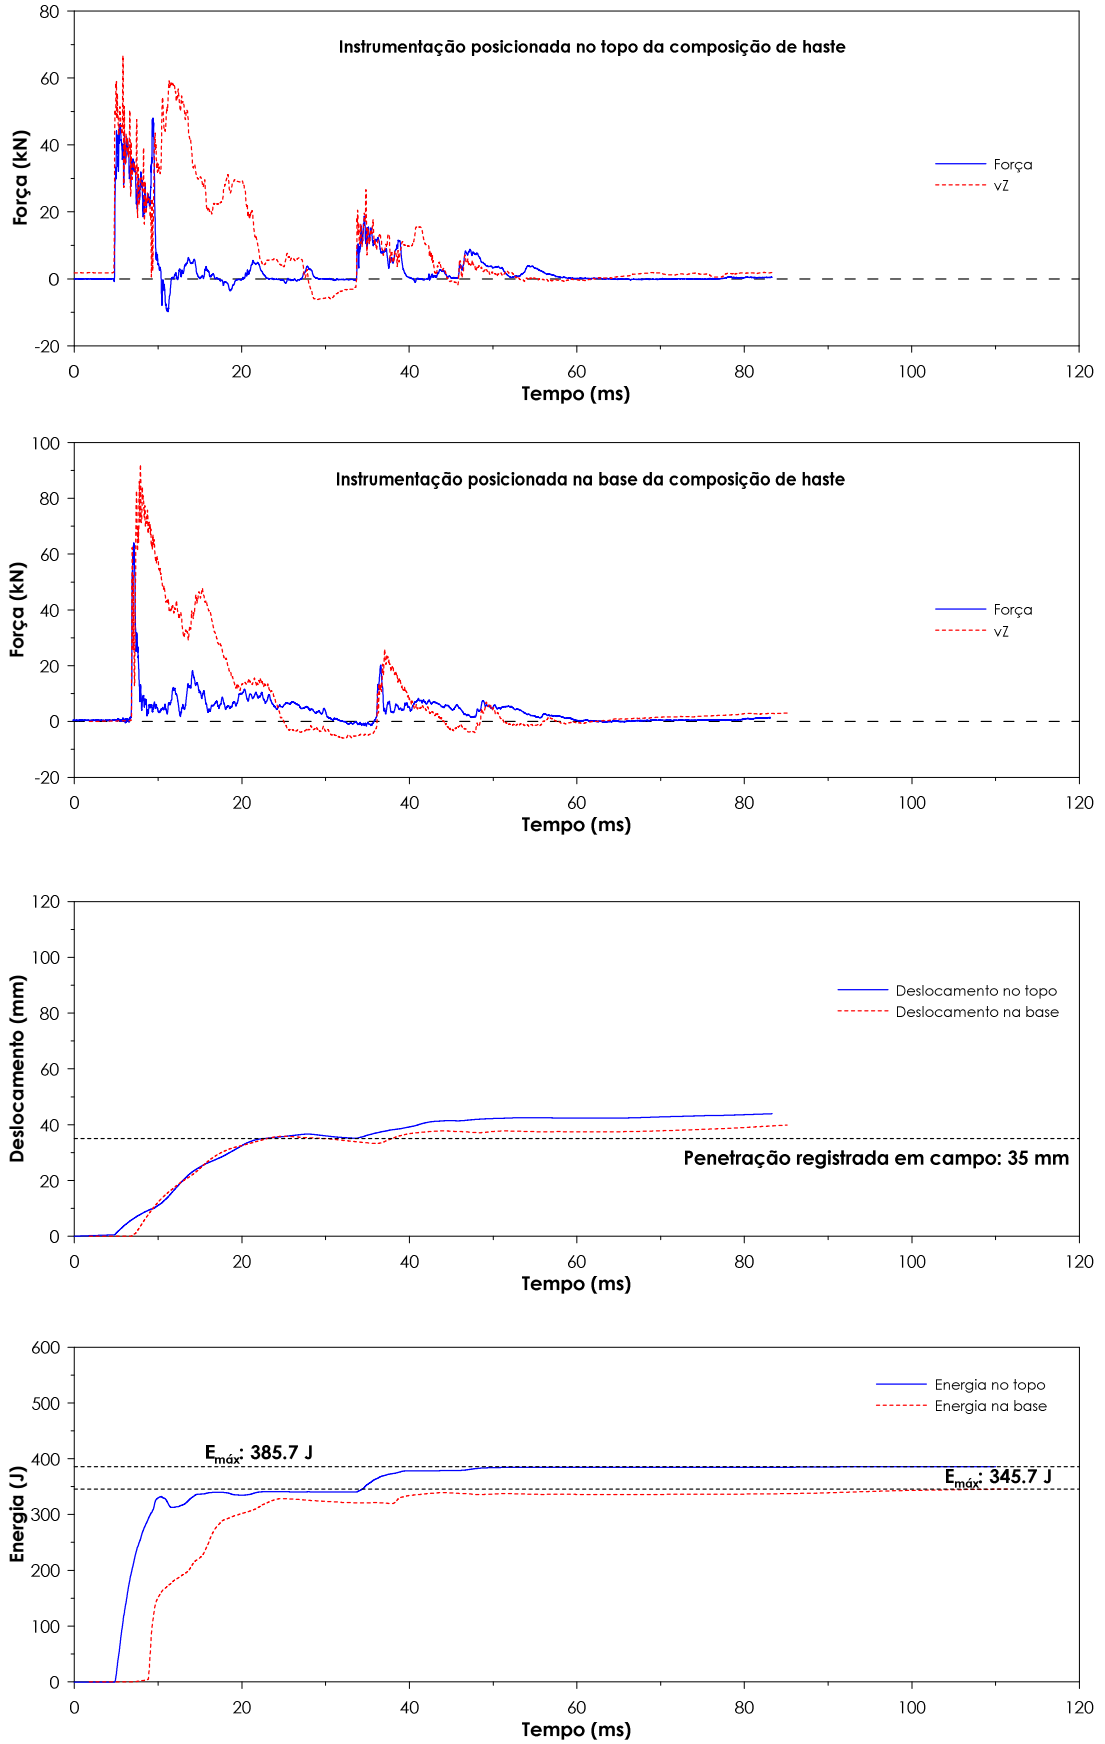 80
60
40
20
0
-20
Força (kN)
Instrumentação posicionada no topo da composição de haste
Força
vZ
0 20 40 60 80 100 120
Tempo (ms)
100
80
60
40
20
0
-20
Força (kN)
Instrumentação posicionada na base da composição de haste
Força
vZ
0 20 40 60 80 100 120
Tempo (ms)
120
100
80
60
40
20
0
Deslocamento (mm)
Deslocamento no topo
Deslocamento na base
Penetração registrada em campo: 35 mm
0 20 40 60 80 100 120
Tempo (ms)
600
500
400
300
200
100
0
Energia (J)
Energia no topo
Energia na base
Emáx: 385.7 J
Emáx: 345.7 J
0 20 40 60 80 100 120
Tempo (ms)